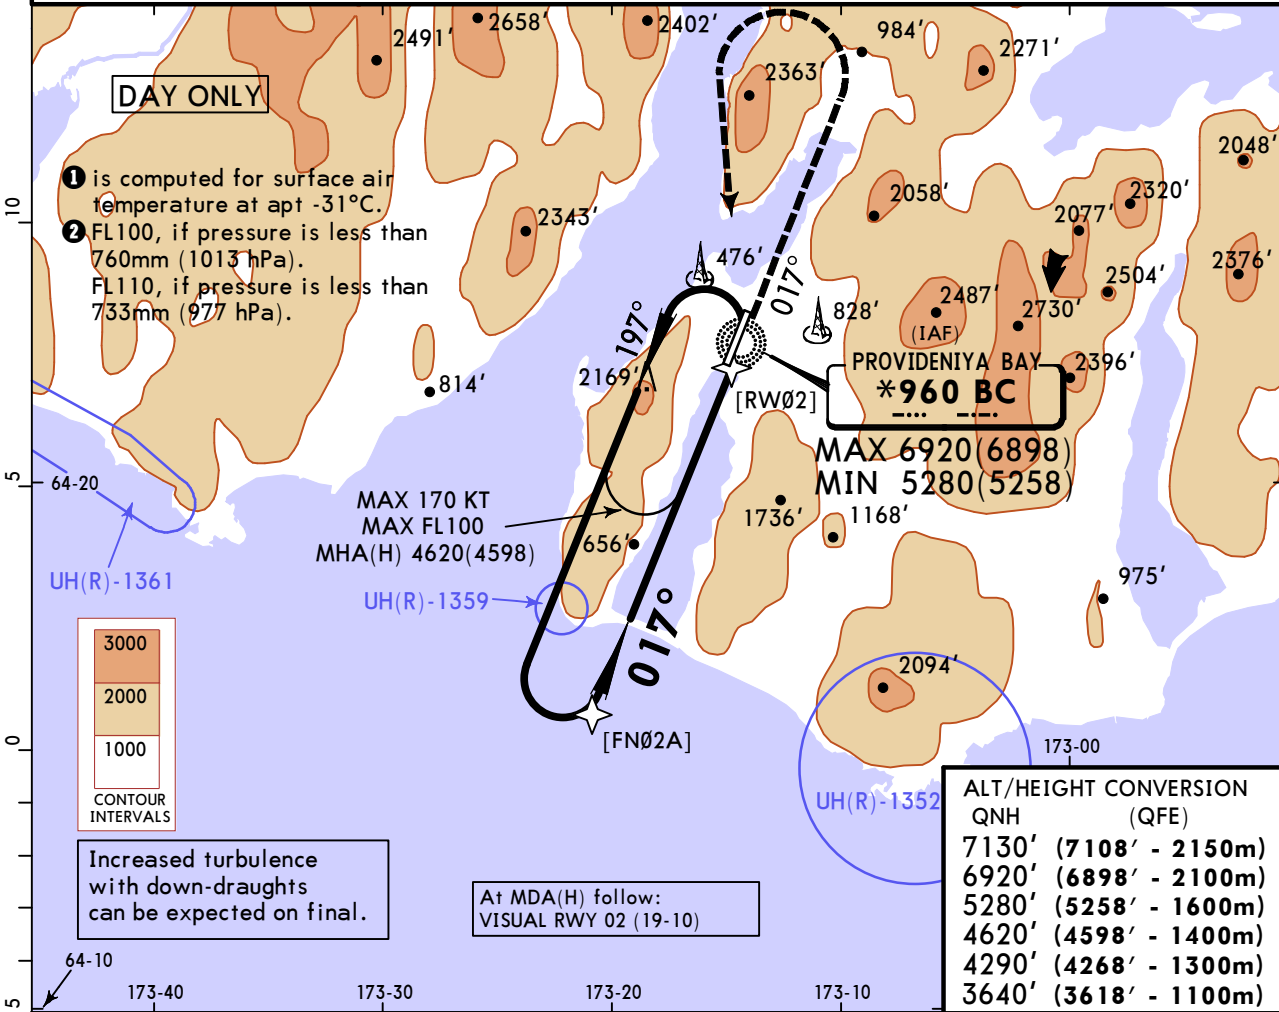 2658'
2402'
984'
2491'
2271'
2363'
DAY ONLY
2048'
❶ is computed for surface air
temperature at apt -31°C.
❷ FL100, if pressure is less than
760mm (1013 hPa).
FL110, if pressure is less than
733mm (977 hPa).
10
2343'
2058'
2320'
2077'
476'
017°
2504'
2376'
2487'
828'
2730'
197°
(IAF)
PROVIDENIYA BAY
*960 BC
2396'
2169'
814'
[RWØ2]
MAX 6920(6898)
MIN 5280(5258)
5
64-20
MAX 170 KT
MAX FL100
MHA(H) 4620(4598)
1736'
1168'
656'
UH(R)-1361
UH(R)-1359
975'
017°
3000
2000
1000
CONTOUR
INTERVALS
2094'
[FNØ2A]
0
173-00
UH(R)-1352
ALT/HEIGHT CONVERSION
QNH (QFE)
7130' (7108' - 2150m)
6920' (6898' - 2100m)
5280' (5258' - 1600m)
4620' (4598' - 1400m)
4290' (4268' - 1300m)
3640' (3618' - 1100m)
Increased turbulence
with down-draughts
can be expected on final.
At MDA(H) follow:
VISUAL RWY 02 (19-10)
64-10
5
173-40
173-30
173-20
173-10